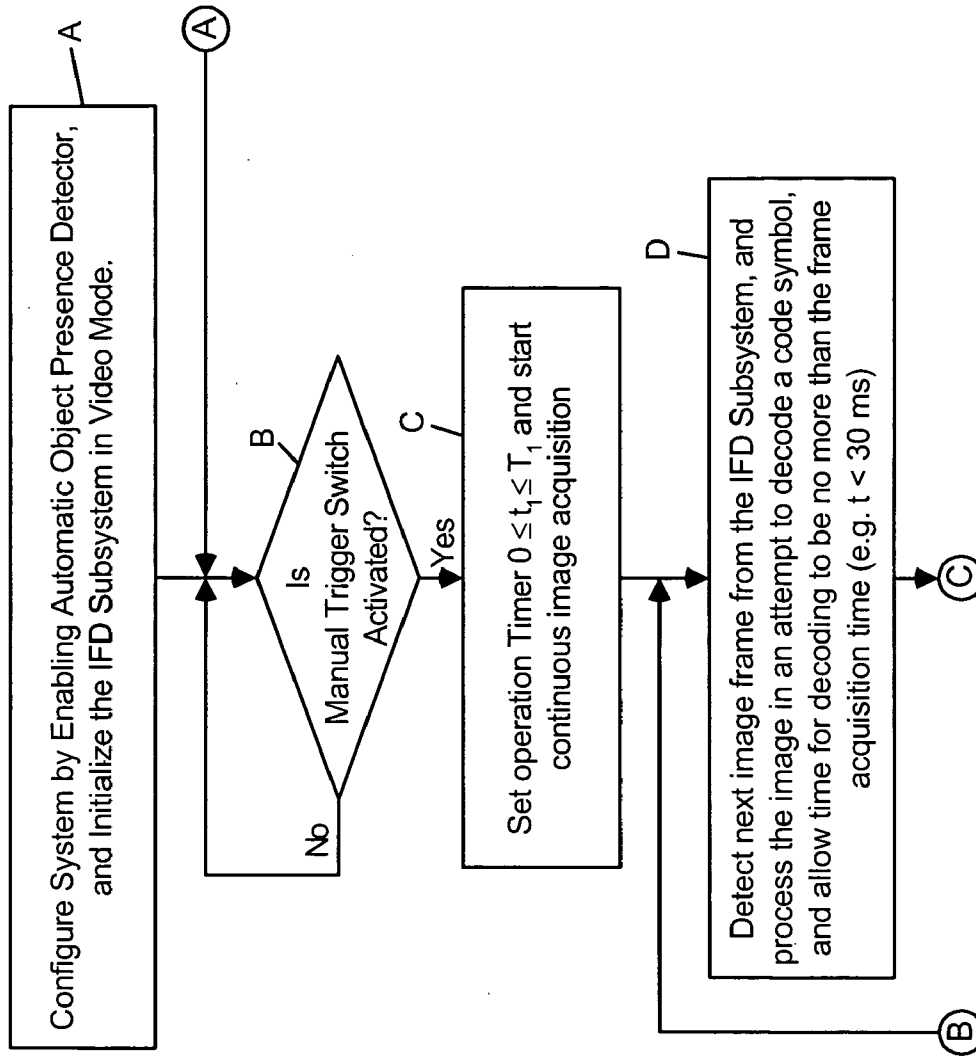 Configure System by Enabling Automatic Object Presence Detector,
and Initialize the IFD Subsystem in Video Mode.
A
A
Is
Manual Trigger Switch
Activated?
B
No
Yes
Set operation Timer 0 ≤ t₁ ≤ T₁ and start
continuous image acquisition
C
B
Detect next image frame from the IFD Subsystem, and
process the image in an attempt to decode a code symbol,
and allow time for decoding to be no more than the frame
acquisition time (e.g. t < 30 ms)
D
C